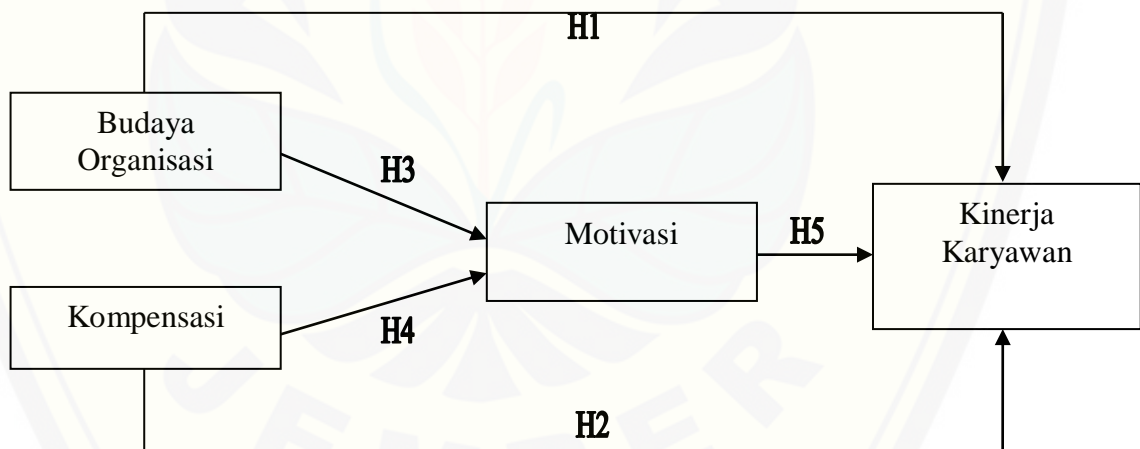 H1
Budaya
Organisasi
H3
Motivasi
H5
Kinerja
Karyawan
Kompensasi
H4
H2